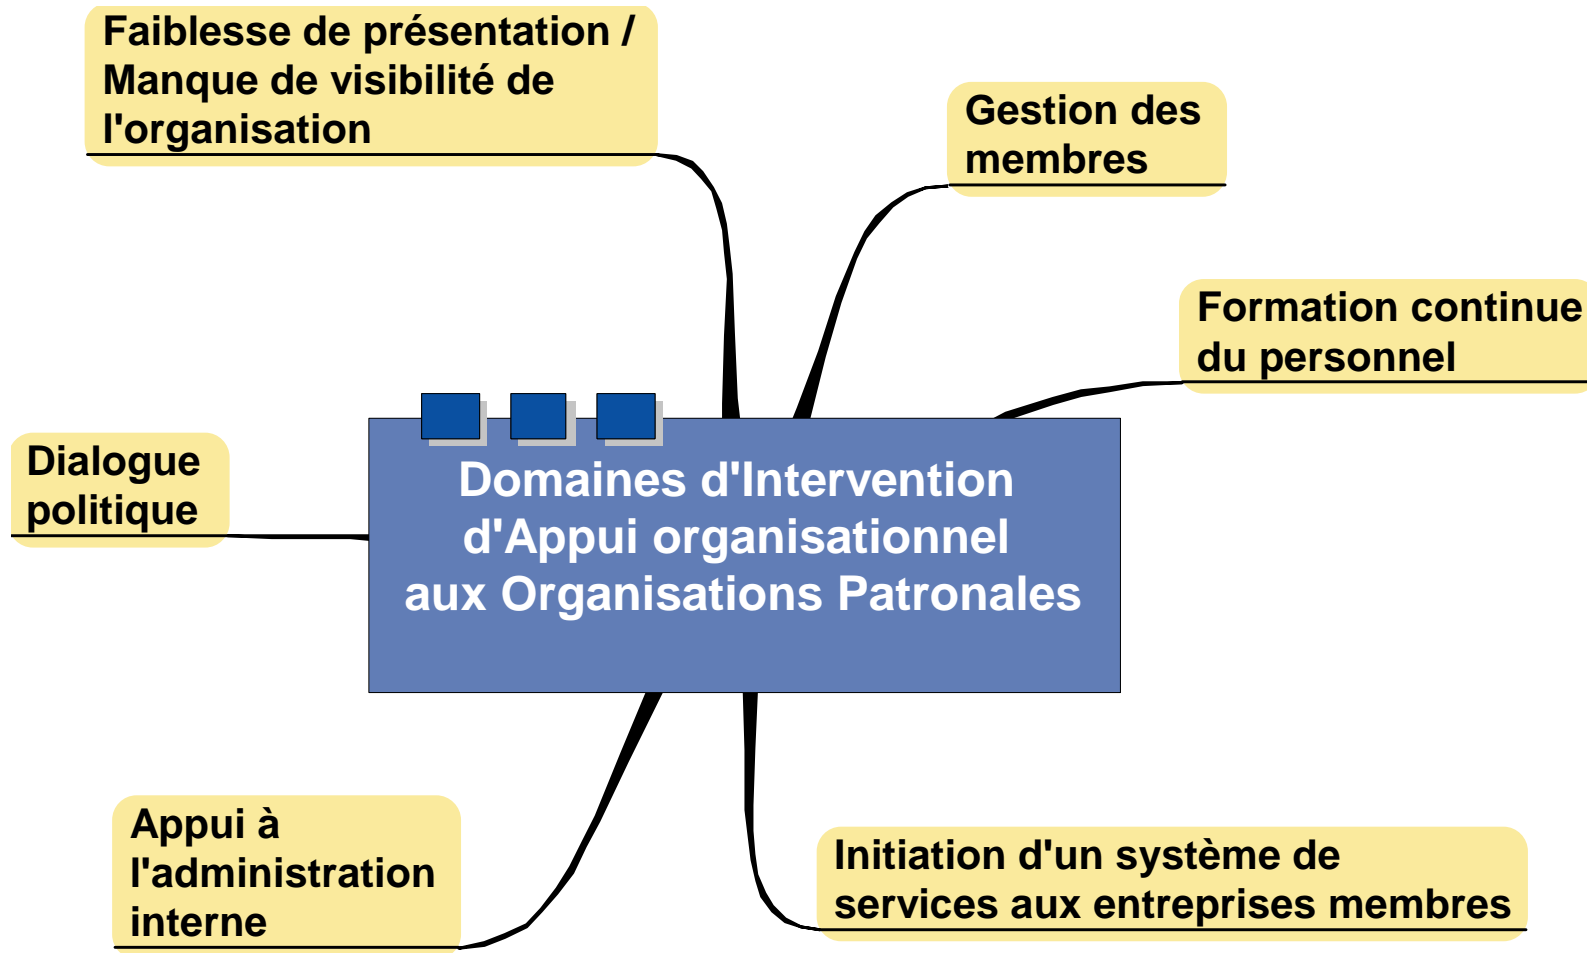 Faiblesse de présentation /
Manque de visibilité de
l'organisation
Gestion des
membres
Formation continue
du personnel
Dialogue
politique
Domaines d'Intervention
d'Appui organisationnel
aux Organisations Patronales
Appui à
l'administration
interne
Initiation d'un système de
services aux entreprises membres